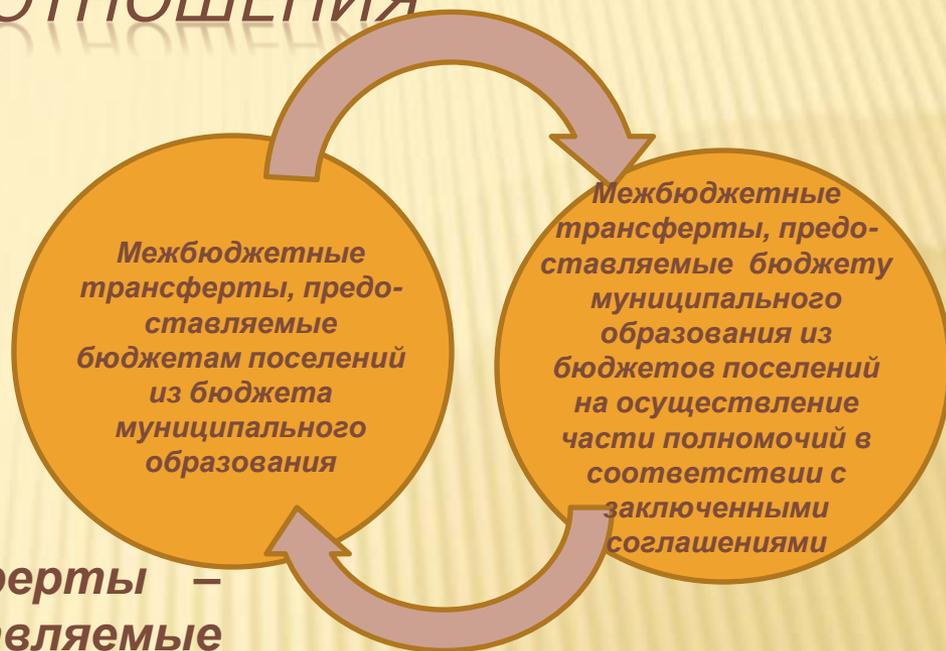 ОТНОШЕНИЯ
Межбюджетные
трансферты, предо-
ставляемые
бюджетам поселений
из бюджета
муниципального
образования
Межбюджетные
трансферты, предо-
ставляемые бюджету
муниципального
образования из
бюджетов поселений
на осуществление
части полномочий в
соответствии с
заключенными
соглашениями
ферты –
вляемые